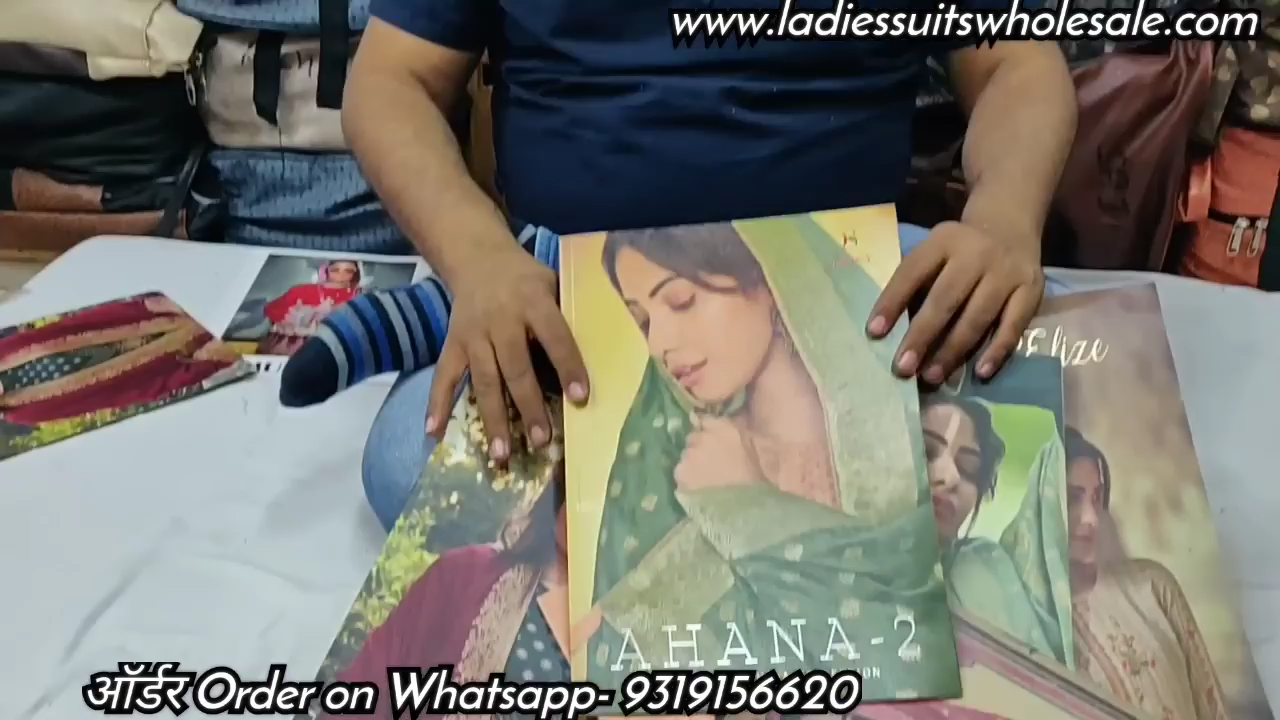 www.ladiessuitswholesale.com
AHANA-2
ऑर्डर Order on Whatsapp- 9319156620